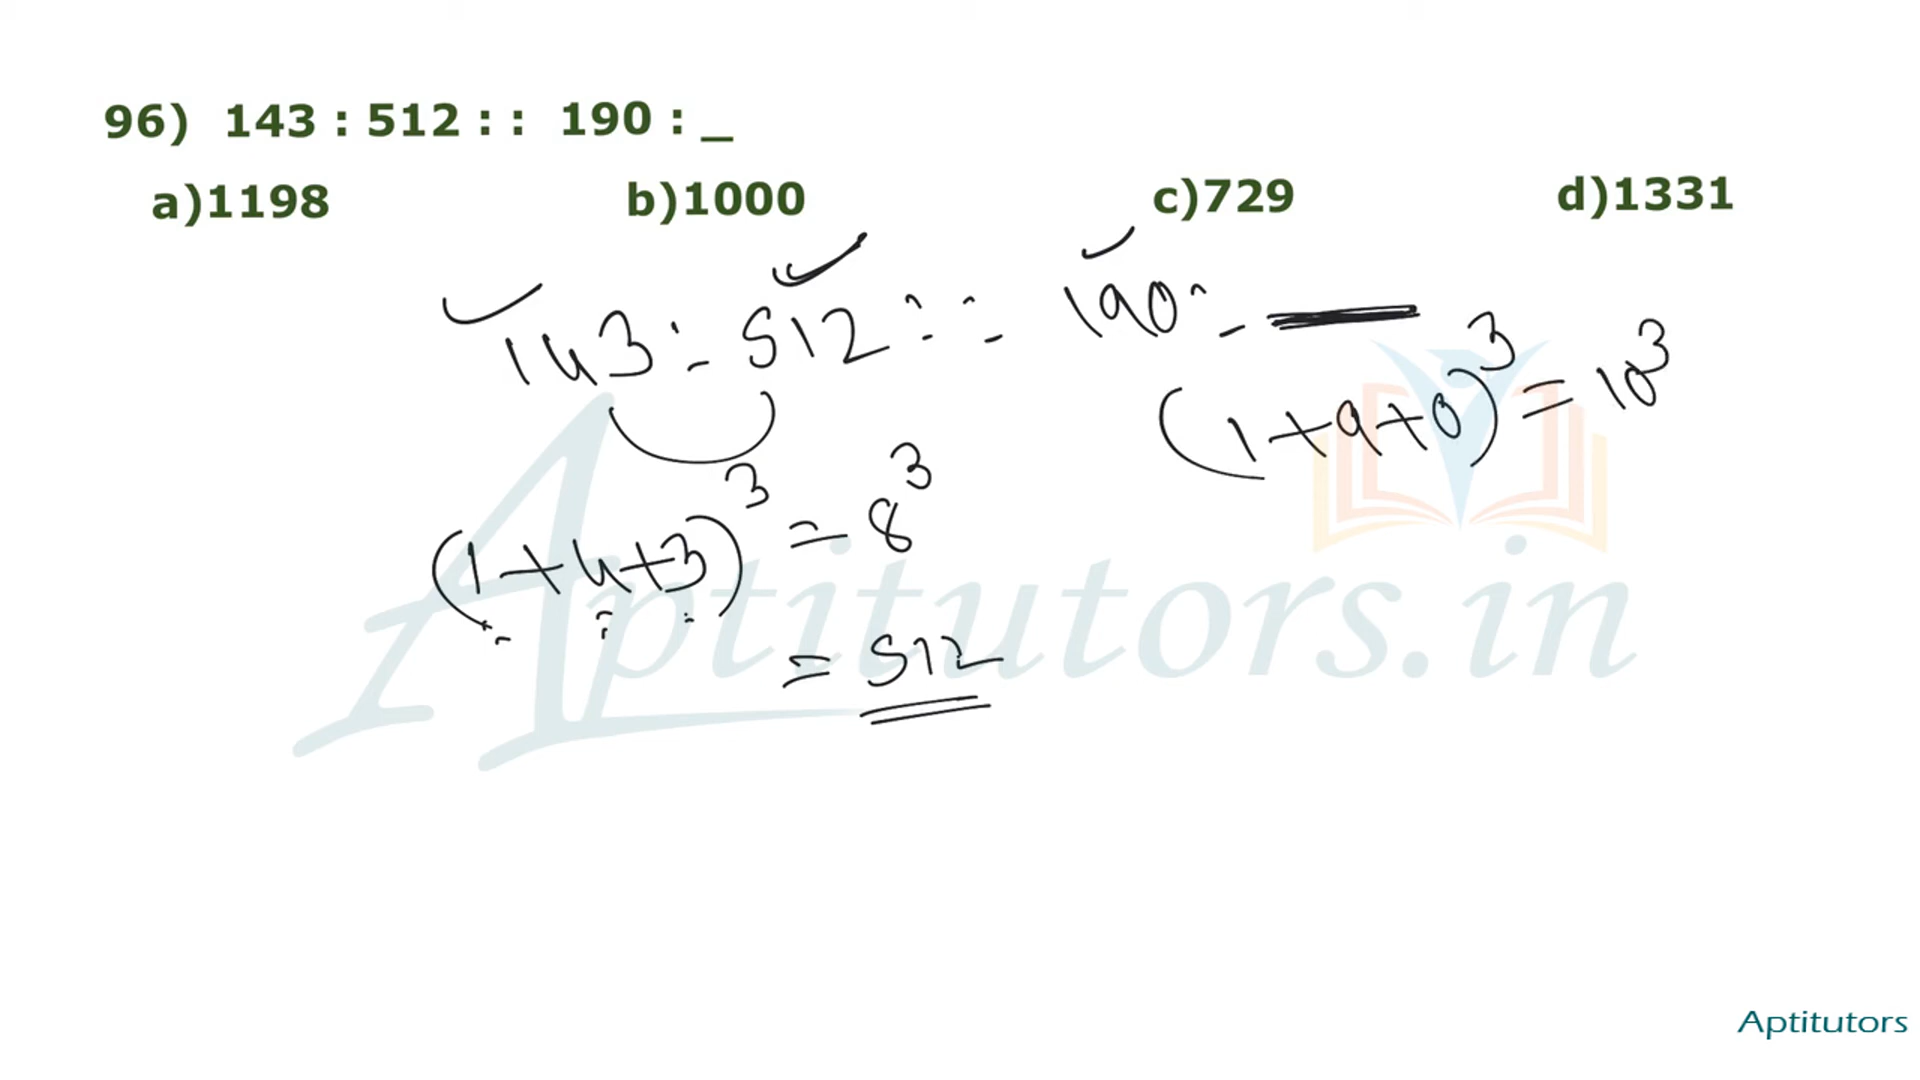 96) 143 : 512 : : 190 : _
a)1198 b)1000 c)729 d)1331
143 : 512 : : 190 :
(1+9+0)³ = 10³
(1+4+3)³ = 8³
= 512
Aptitutors.in
Aptitutors